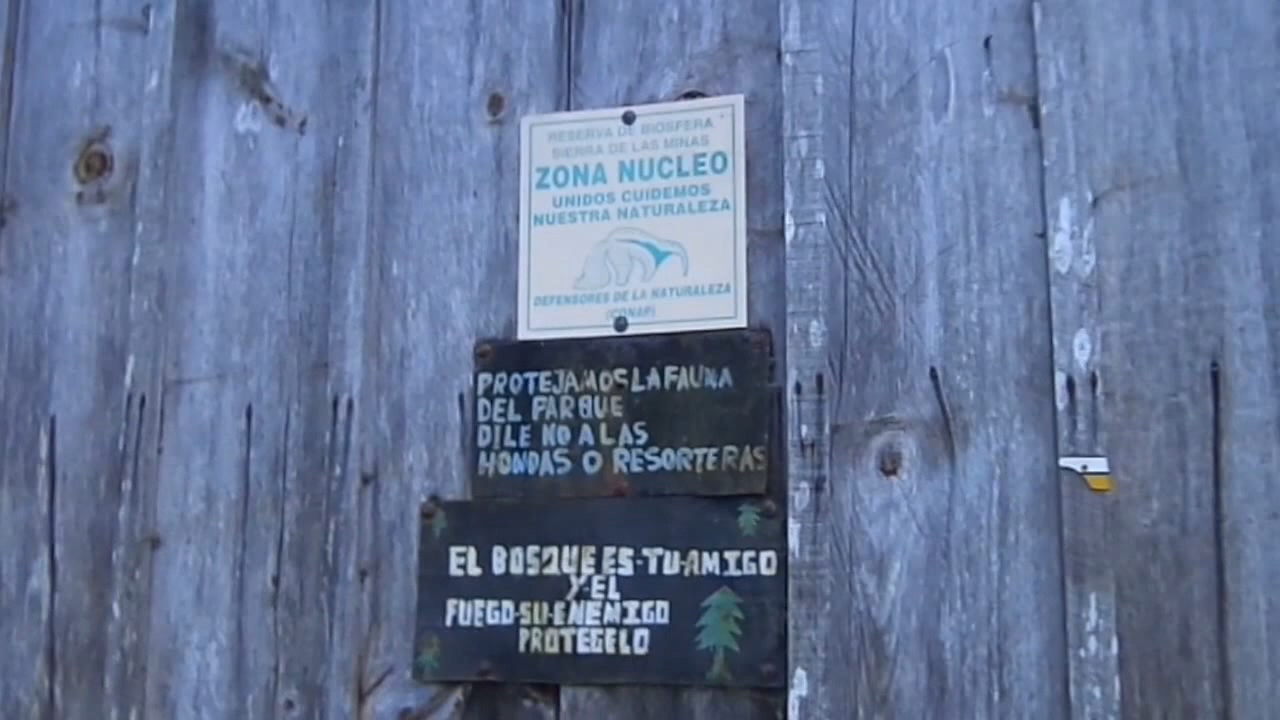 RESERVA DE BIOSFERA
SIERRA DE LAS MINAS
ZONA NUCLEO
UNIDOS CUIDEMOS
NUESTRA NATURALEZA
DEFENSORES DE LA NATURALEZA
(CONAP)
PROTEJAMOS LA FAUNA
DEL PARQUE
DILE NO A LAS
HONDAS O RESORTERAS
EL BOSQUE ES-TU-AMIGO
Y-EL
FUEGO-SU-ENEMIGO
PROTEGELO